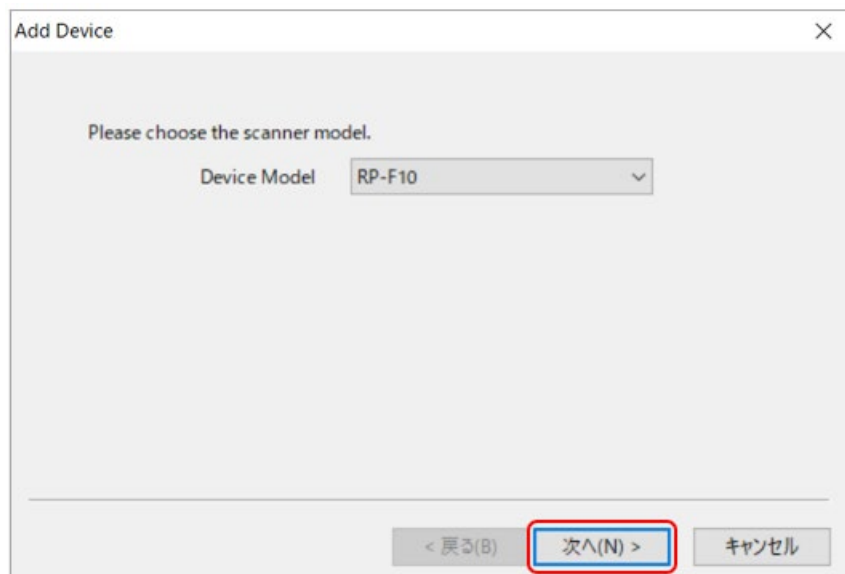 Add Device
Please choose the scanner model.
Device Model RP-F10
< 戻る(B) 次へ(N) > キャンセル